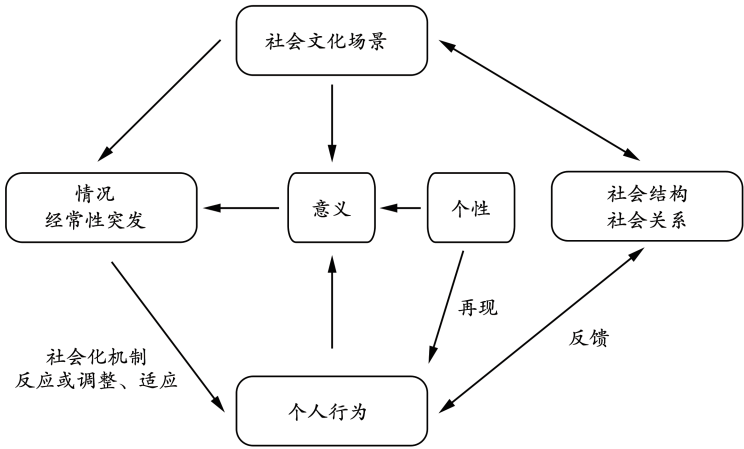 社会文化场景
情况
经常性突发
意义
个性
社会结构
社会关系
再现
反馈
社会化机制
反应或调整、适应
个人行为